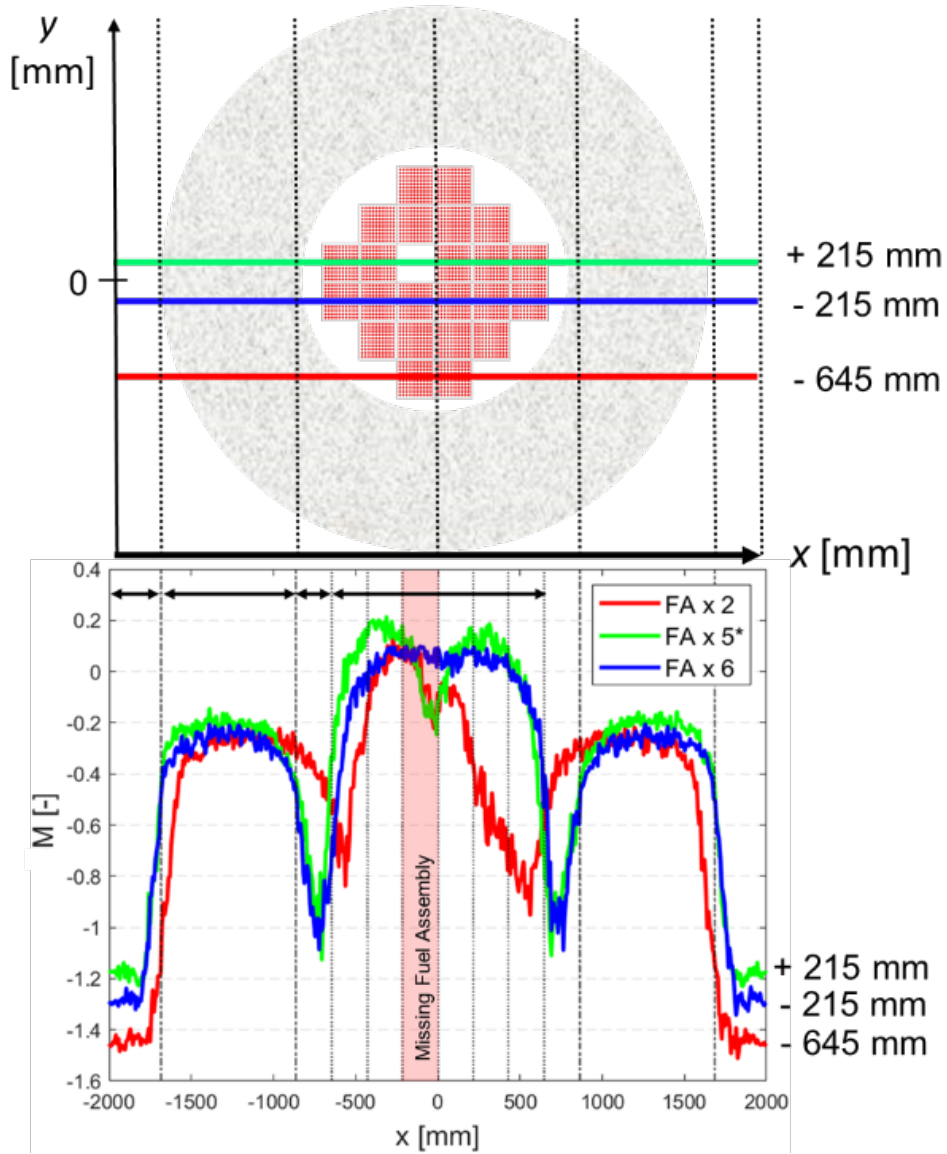 y
[mm]
0
+ 215 mm
- 215 mm
- 645 mm
x [mm]
0.4
0.2
0
-0.2
-0.4
-0.6
-0.8
-1
-1.2
-1.4
-1.6
M [-]
FA x 2
FA x 5*
FA x 6
Missing Fuel Assembly
+ 215 mm
- 215 mm
- 645 mm
-2000 -1500 -1000 -500 0 500 1000 1500 2000
x [mm]